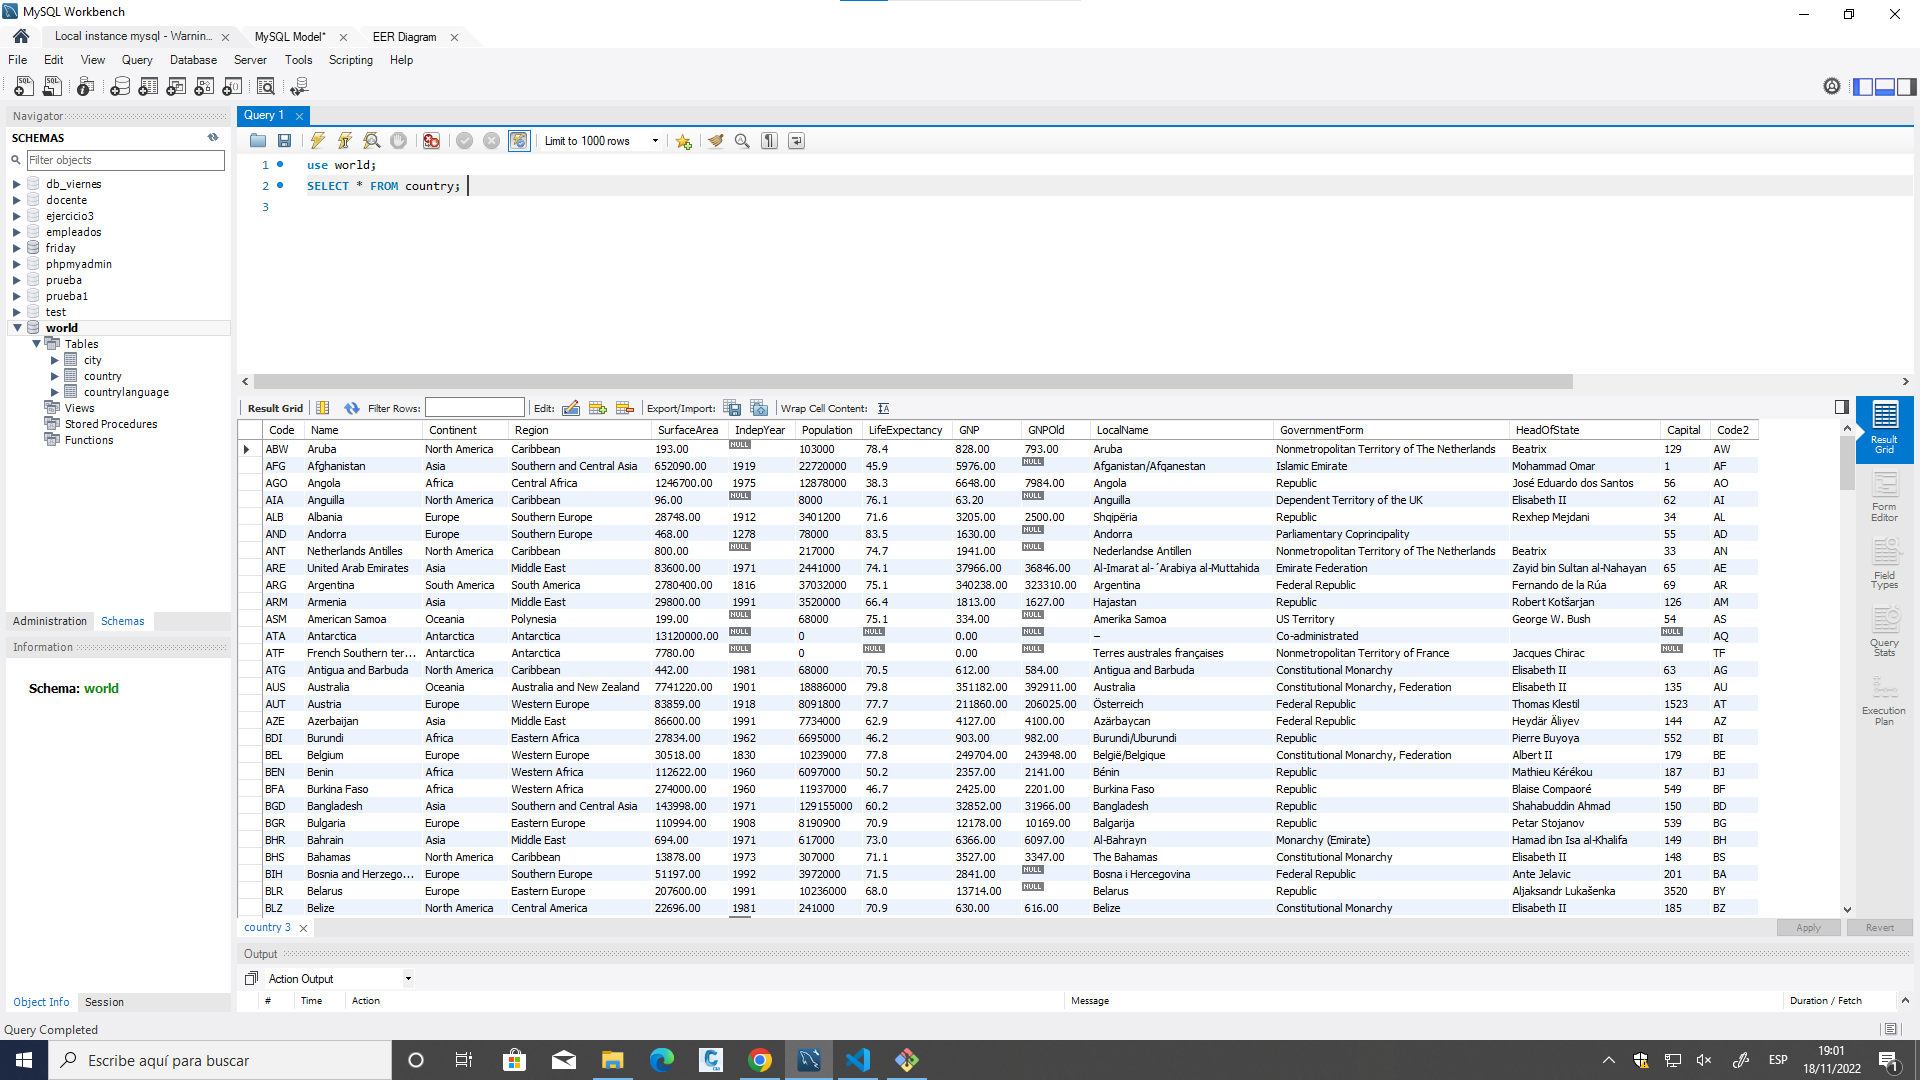 MySQL Workbench
Local instance mysql - Warnin... MySQL Model* EER Diagram
File Edit View Query Database Server Tools Scripting Help
Navigator
SCHEMAS
Filter objects
db_viernes
docente
ejercicio3
empleados
friday
phpmyadmin
prueba
prueba1
test
world
Tables
city
country
countrylanguage
Views
Stored Procedures
Functions
Administration Schemas
Information
Schema: world
Object Info Session
Query 1
Limit to 1000 rows
1 use world;
2 SELECT * FROM country;
3
Result Grid Filter Rows: Edit: Export/Import: Wrap Cell Content:
Code Name Continent Region SurfaceArea IndepYear Population LifeExpectancy GNP GNPOld LocalName GovernmentForm HeadOfState Capital Code2
ABW Aruba North America Caribbean 193.00 NULL 103000 78.4 828.00 793.00 Aruba Nonmetropolitan Territory of The Netherlands Beatrix 129 AW
AFG Afghanistan Asia Southern and Central Asia 652090.00 1919 22720000 45.9 5976.00 NULL Afganistan/Afqanestan Islamic Emirate Mohammad Omar 1 AF
AGO Angola Africa Central Africa 1246700.00 1975 12878000 38.3 6648.00 7984.00 Angola Republic José Eduardo dos Santos 56 AO
AIA Anguilla North America Caribbean 96.00 NULL 8000 76.1 63.20 NULL Anguilla Dependent Territory of the UK Elisabeth II 62 AI
ALB Albania Europe Southern Europe 28748.00 1912 3401200 71.6 3205.00 2500.00 Shqipëria Republic Rexhep Mejdani 34 AL
AND Andorra Europe Southern Europe 468.00 1278 78000 83.5 1630.00 NULL Andorra Parliamentary Coprincipality 55 AD
ANT Netherlands Antilles North America Caribbean 800.00 NULL 217000 74.7 1941.00 NULL Nederlandse Antillen Nonmetropolitan Territory of The Netherlands Beatrix 33 AN
ARE United Arab Emirates Asia Middle East 83600.00 1971 2441000 74.1 37966.00 36846.00 Al-Imarat al-´Arabiya al-Muttahida Emirate Federation Zayid bin Sultan al-Nahayan 65 AE
ARG Argentina South America South America 2780400.00 1816 37032000 75.1 340238.00 323310.00 Argentina Federal Republic Fernando de la Rúa 69 AR
ARM Armenia Asia Middle East 29800.00 1991 3520000 66.4 1813.00 1627.00 Hajastan Republic Robert Kotšarjan 126 AM
ASM American Samoa Oceania Polynesia 199.00 NULL 68000 75.1 334.00 NULL Amerika Samoa US Territory George W. Bush 54 AS
ATA Antarctica Antarctica Antarctica 13120000.00 NULL 0 NULL 0.00 NULL – Co-administrated NULL AQ
ATF French Southern ter... Antarctica Antarctica 7780.00 NULL 0 NULL 0.00 NULL Terres australes françaises Nonmetropolitan Territory of France Jacques Chirac NULL TF
ATG Antigua and Barbuda North America Caribbean 442.00 1981 68000 70.5 612.00 584.00 Antigua and Barbuda Constitutional Monarchy Elisabeth II 63 AG
AUS Australia Oceania Australia and New Zealand 7741220.00 1901 18886000 79.8 351182.00 392911.00 Australia Constitutional Monarchy, Federation Elisabeth II 135 AU
AUT Austria Europe Western Europe 83859.00 1918 8091800 77.7 211860.00 206025.00 Österreich Federal Republic Thomas Klestil 1523 AT
AZE Azerbaijan Asia Middle East 86600.00 1991 7734000 62.9 4127.00 4100.00 Azärbaycan Federal Republic Heydär Äliyev 144 AZ
BDI Burundi Africa Eastern Africa 27834.00 1962 6695000 46.2 903.00 982.00 Burundi/Uburundi Republic Pierre Buyoya 552 BI
BEL Belgium Europe Western Europe 30518.00 1830 10239000 77.8 249704.00 243948.00 België/Belgique Constitutional Monarchy, Federation Albert II 179 BE
BEN Benin Africa Western Africa 112622.00 1960 6097000 50.2 2357.00 2141.00 Bénin Republic Mathieu Kérékou 187 BJ
BFA Burkina Faso Africa Western Africa 274000.00 1960 11937000 46.7 2425.00 2201.00 Burkina Faso Republic Blaise Compaoré 549 BF
BGD Bangladesh Asia Southern and Central Asia 143998.00 1971 129155000 60.2 32852.00 31966.00 Bangladesh Republic Shahabuddin Ahmad 150 BD
BGR Bulgaria Europe Eastern Europe 110994.00 1908 8190900 70.9 12178.00 10169.00 Balgarija Republic Petar Stojanov 539 BG
BHR Bahrain Asia Middle East 694.00 1971 617000 73.0 6366.00 6097.00 Al-Bahrayn Monarchy (Emirate) Hamad ibn Isa al-Khalifa 149 BH
BHS Bahamas North America Caribbean 13878.00 1973 307000 71.1 3527.00 3347.00 The Bahamas Constitutional Monarchy Elisabeth II 148 BS
BIH Bosnia and Herzego... Europe Southern Europe 51197.00 1992 3972000 71.5 2841.00 NULL Bosna i Hercegovina Federal Republic Ante Jelavic 201 BA
BLR Belarus Europe Eastern Europe 207600.00 1991 10236000 68.0 13714.00 NULL Belarus Republic Aljaksandr Lukašenka 3520 BY
BLZ Belize North America Central America 22696.00 1981 241000 70.9 630.00 616.00 Belize Constitutional Monarchy Elisabeth II 185 BZ
Result
Grid
Form
Editor
Field
Types
Query
Stats
Execution
Plan
country 3 Apply Revert
Output
Action Output
# Time Action Message Duration / Fetch
Query Completed
Escribe aquí para buscar
ESP
19:01
18/11/2022
1